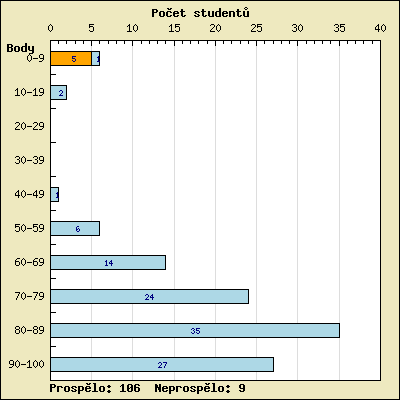 Počet studentů
0 5 10 15 20 25 30 35 40
Body
0-9 5 1
10-19 2
20-29
30-39
40-49 1
50-59 6
60-69 14
70-79 24
80-89 35
90-100 27
Prospělo: 106 Neprospělo: 9